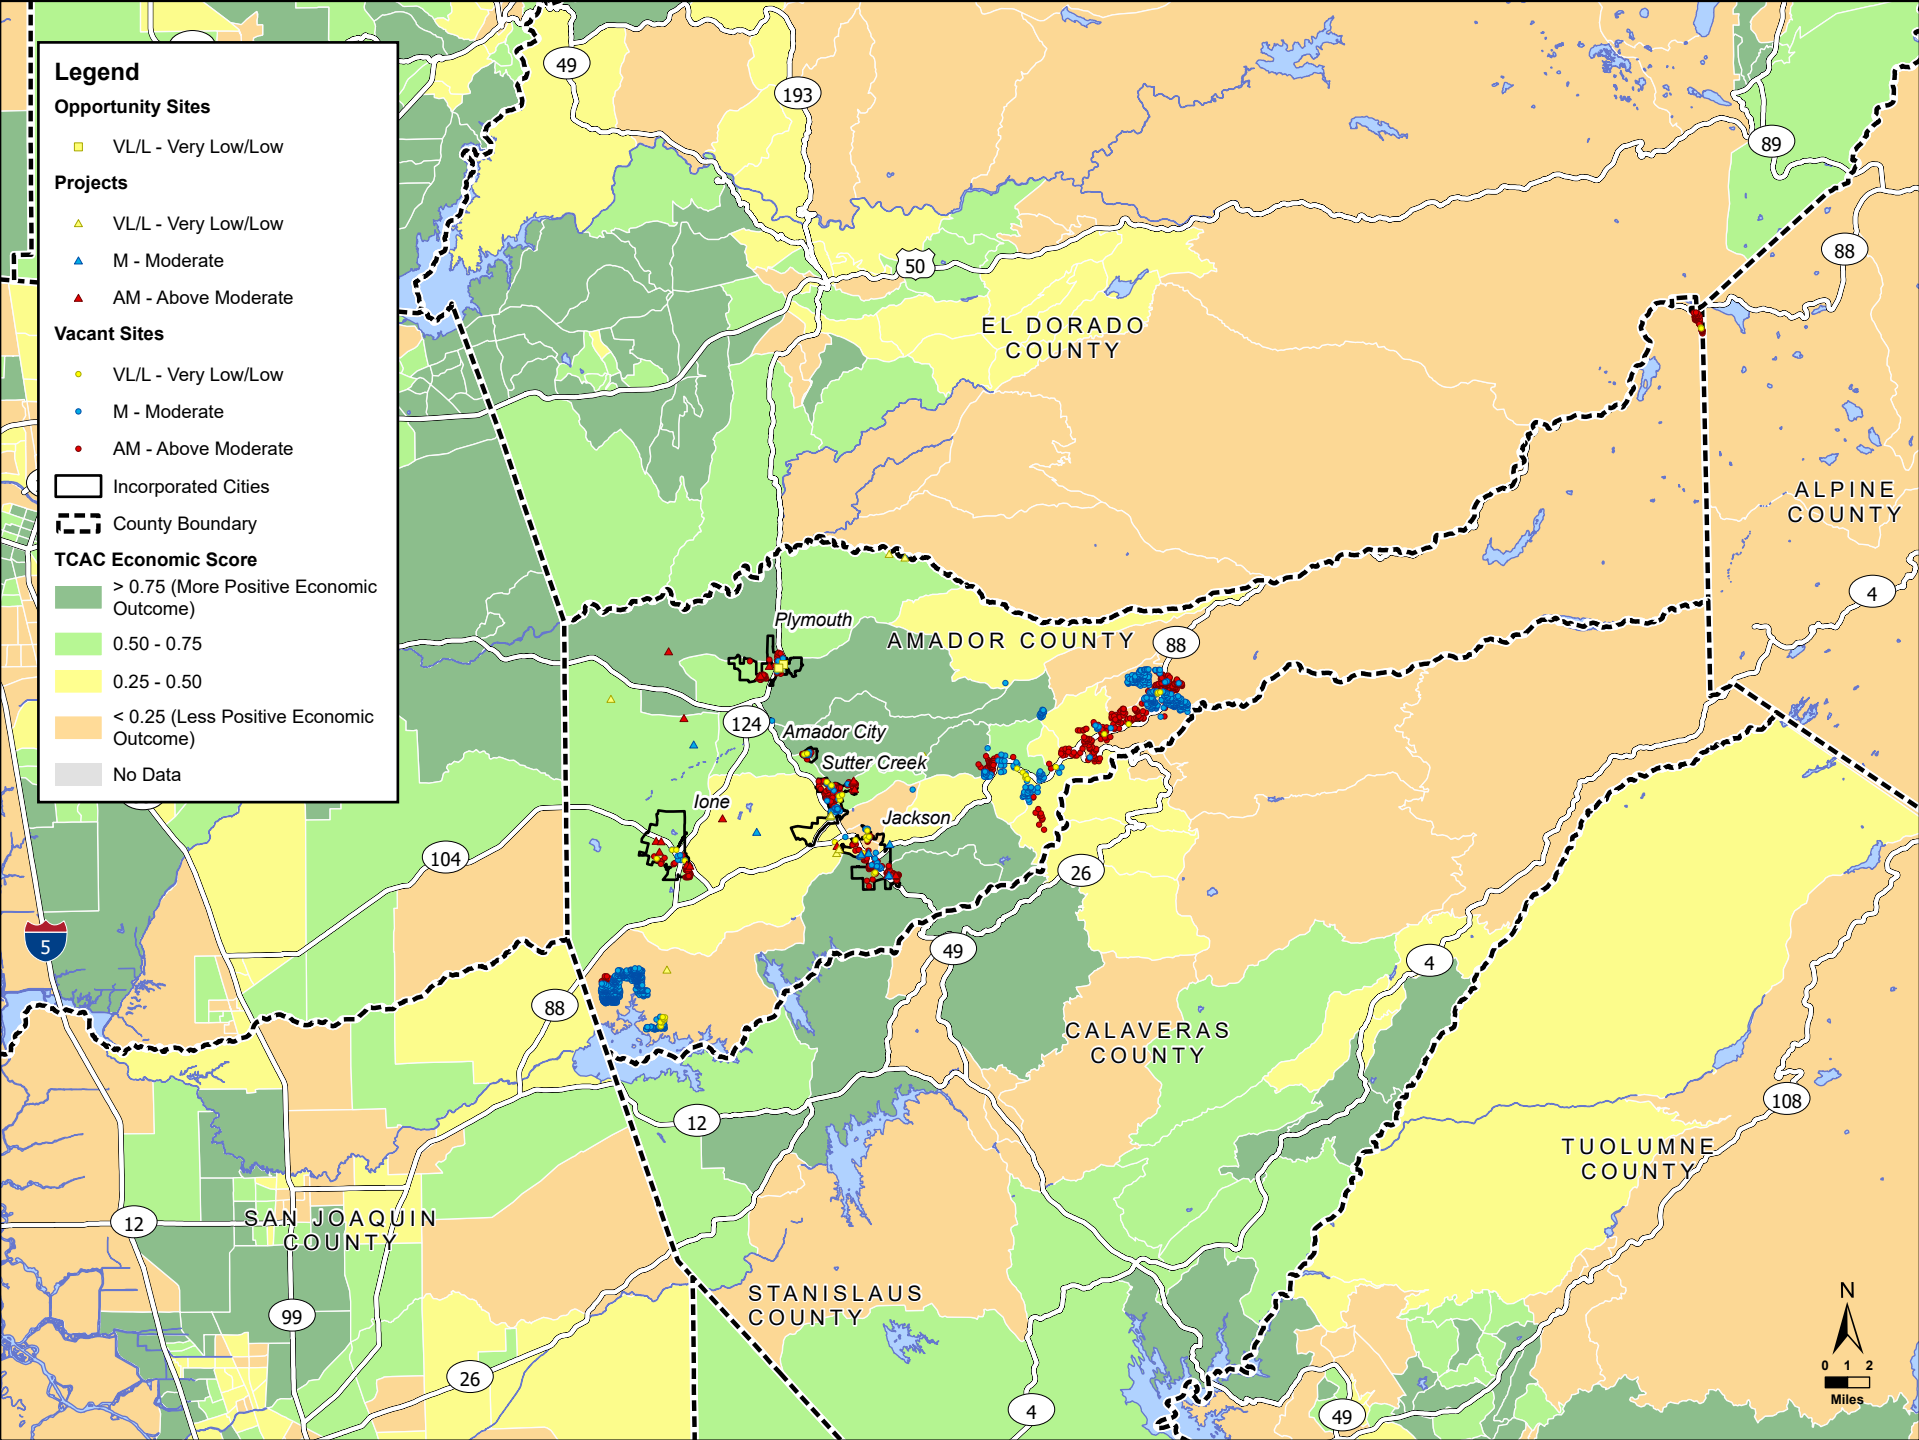 Legend
Opportunity Sites
VL/L - Very Low/Low
Projects
VL/L - Very Low/Low
M - Moderate
AM - Above Moderate
Vacant Sites
VL/L - Very Low/Low
M - Moderate
AM - Above Moderate
Incorporated Cities
County Boundary
TCAC Economic Score
> 0.75 (More Positive Economic
Outcome)
0.50 - 0.75
0.25 - 0.50
< 0.25 (Less Positive Economic
Outcome)
No Data
49
193
89
88
50
EL DORADO
COUNTY
ALPINE
COUNTY
4
Plymouth
AMADOR COUNTY
88
124
Amador City
Sutter Creek
Ione
Jackson
104
26
5
49
4
88
CALAVERAS
COUNTY
12
108
TUOLUMNE
COUNTY
12
SAN JOAQUIN
COUNTY
STANISLAUS
COUNTY
99
26
4
49
N
0 1 2
Miles